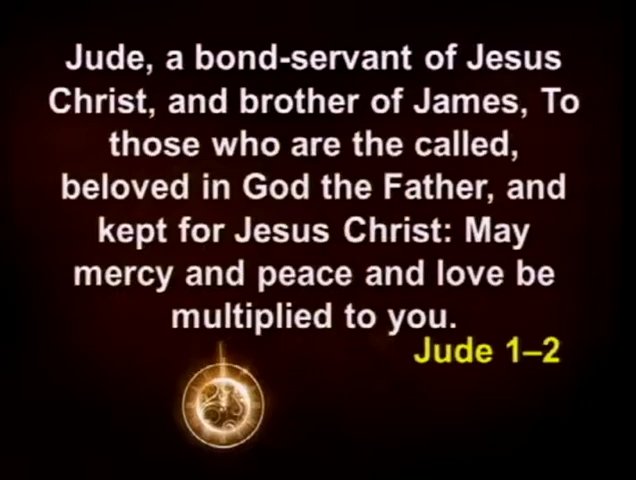 Jude, a bond-servant of Jesus
Christ, and brother of James, To
those who are the called,
beloved in God the Father, and
kept for Jesus Christ: May
mercy and peace and love be
multiplied to you.
Jude 1–2